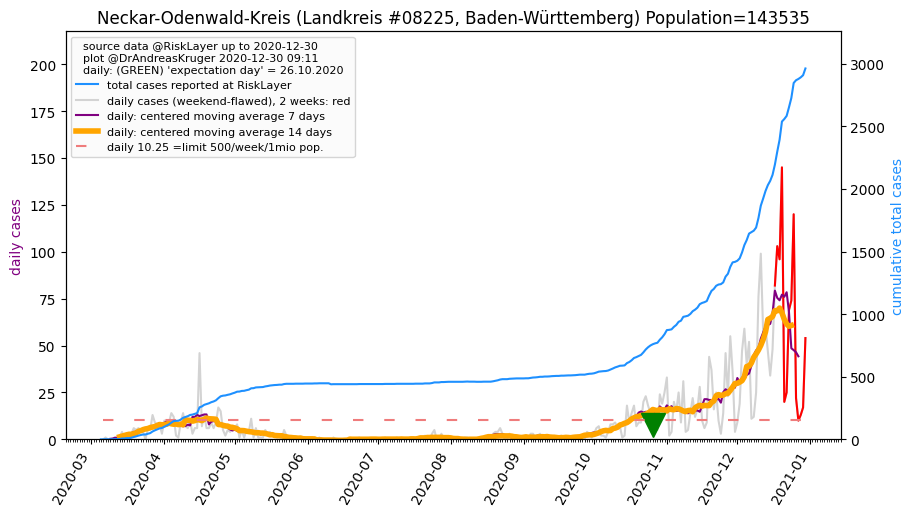 Neckar-Odenwald-Kreis (Landkreis #08225, Baden-Württemberg) Population=143535
source data @RiskLayer up to 2020-12-30
plot @DrAndreasKruger 2020-12-30 09:11
daily: (GREEN) 'expectation day' = 26.10.2020
total cases reported at RiskLayer
daily cases (weekend-flawed), 2 weeks: red
daily: centered moving average 7 days
daily: centered moving average 14 days
daily 10.25 =limit 500/week/1mio pop.
daily cases
200
175
150
125
100
75
50
25
0
3000
2500
2000
1500
1000
500
0
cumulative total cases
2020-03
2020-04
2020-05
2020-06
2020-07
2020-08
2020-09
2020-10
2020-11
2020-12
2021-01